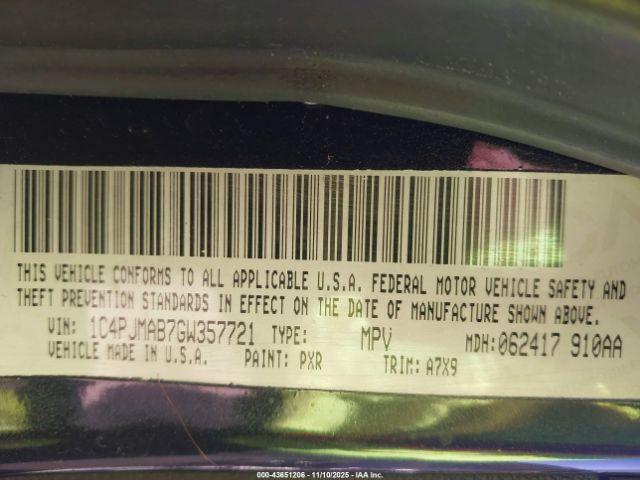 THIS VEHICLE CONFORMS TO ALL APPLICABLE U.S.A. FEDERAL MOTOR VEHICLE SAFETY AND
THEFT PREVENTION STANDARDS IN EFFECT ON THE DATE OF MANUFACTURE SHOWN ABOVE.
VIN: 1C4PJMAB7GW357721 TYPE: MPV MDH:062417 910AA
VEHICLE MADE IN U.S.A. PAINT: PXR TRIM: A7X9
000-43651206 - 11/10/2025 - IAA Inc.